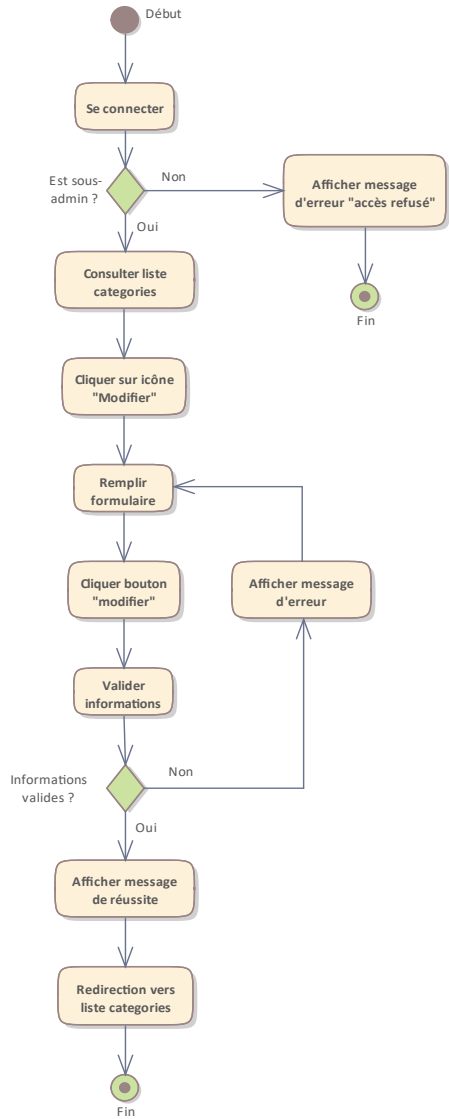 Début
Se connecter
Est sous-
admin ?
Non
Afficher message
d'erreur "accès refusé"
Oui
Fin
Consulter liste
categories
Cliquer sur icône
"Modifier"
Remplir
formulaire
Cliquer bouton
"modifier"
Afficher message
d'erreur
Valider
informations
Informations
valides ?
Non
Oui
Afficher message
de réussite
Redirection vers
liste categories
Fin